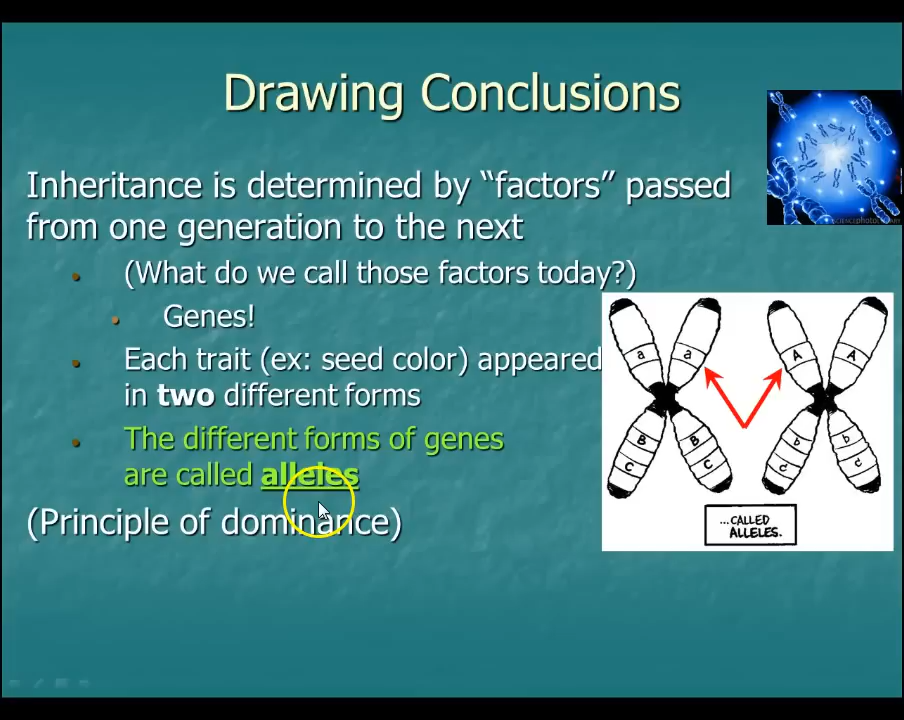 Drawing Conclusions
Inheritance is determined by “factors” passed
from one generation to the next
(What do we call those factors today?)
Genes!
Each trait (ex: seed color) appeared
in two different forms
The different forms of genes
are called alleles
(Principle of dominance)
a a A A
B B b b
C C d d
...CALLED
ALLELES.